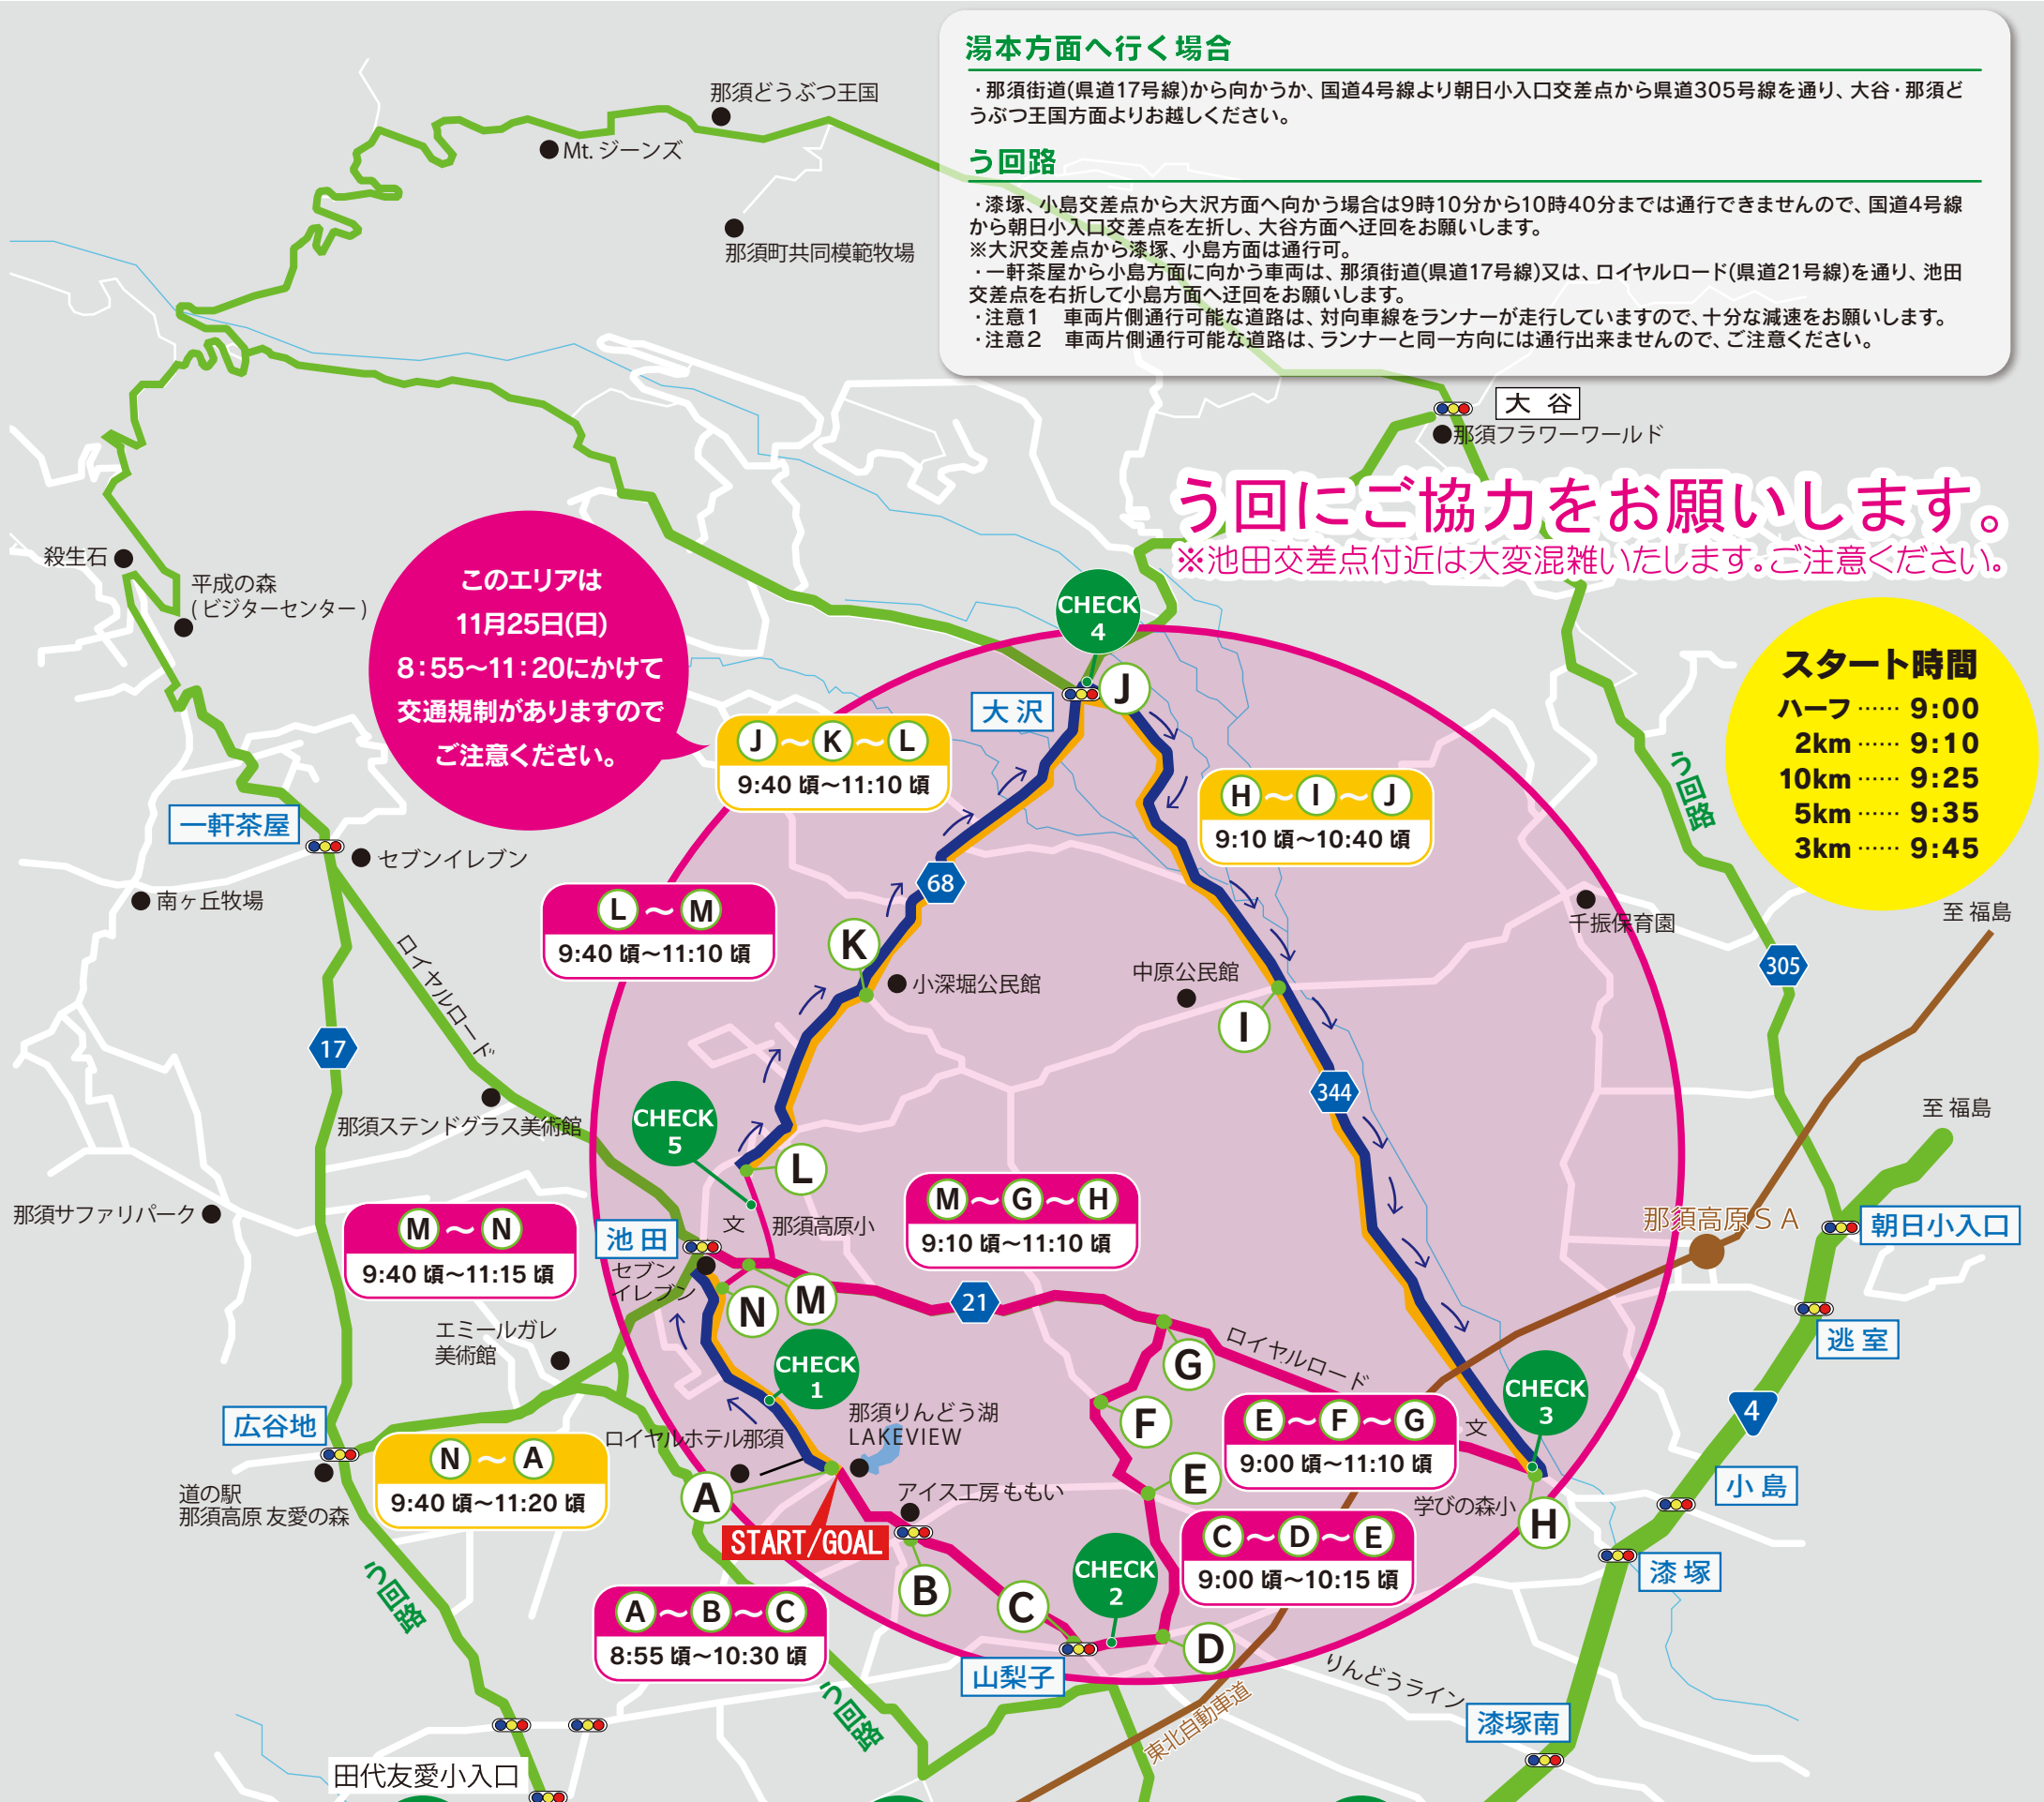 湯本方面へ行く場合
・那須街道(県道17号線)から向かうか、国道4号線より朝日小入口交差点から県道305号線を通り、大谷・那須ど
うぶつ王国方面よりお越しください。
う回路
・漆塚、小島交差点から大沢方面へ向かう場合は9時10分から10時40分までは通行できませんので、国道4号線
から朝日小入口交差点を左折し、大谷方面へ迂回をお願いします。
※大沢交差点から漆塚、小島方面は通行可。
・一軒茶屋から小島方面に向かう車両は、那須街道(県道17号線)又は、ロイヤルロード(県道21号線)を通り、池田
交差点を右折して小島方面へ迂回をお願いします。
・注意1　車両片側通行可能な道路は、対向車線をランナーが走行していますので、十分な減速をお願いします。
・注意2　車両片側通行可能な道路は、ランナーと同一方向には通行出来ませんので、ご注意ください。
那須どうぶつ王国
Mt. ジーンズ
那須町共同模範牧場
大 谷
那須フラワーワールド
う回にご協力をお願いします。
※池田交差点付近は大変混雑いたします。ご注意ください。
殺生石
平成の森
(ビジターセンター)
このエリアは
11月25日(日)
8：55〜11：20にかけて
交通規制がありますので
ご注意ください。
CHECK
4
J
大 沢
スタート時間
ハーフ …… 9:00
2km …… 9:10
10km …… 9:25
5km …… 9:35
3km …… 9:45
J〜K〜L
9:40 頃〜11:10 頃
H〜I〜J
9:10 頃〜10:40 頃
う回路
一軒茶屋
セブンイレブン
南ヶ丘牧場
68
L〜M
9:40 頃〜11:10 頃
K
小深堀公民館
中原公民館
I
千振保育園
至 福島
305
ロイヤルロード
17
344
那須ステンドグラス美術館
CHECK
5
L
至 福島
那須サファリパーク
M〜N
9:40 頃〜11:15 頃
池 田
文
那須高原小
M〜G〜H
9:10 頃〜11:10 頃
那須高原SA
朝日小入口
セブン
イレブン
N
M
21
逃 室
エミールガレ
美術館
CHECK
1
G
ロイヤルロード
CHECK
3
4
広谷地
ロイヤルホテル那須
那須りんどう湖
LAKEVIEW
F
E〜F〜G
9:00 頃〜11:10 頃
文
N〜A
9:40 頃〜11:20 頃
道の駅
那須高原 友愛の森
A
アイス工房 ももい
E
学びの森小
H
小 島
START/GOAL
C〜D〜E
9:00 頃〜10:15 頃
漆 塚
う回路
B
C
CHECK
2
D
A〜B〜C
8:55 頃〜10:30 頃
山梨子
りんどうライン
う回路
東北自動車道
漆塚南
田代友愛小入口